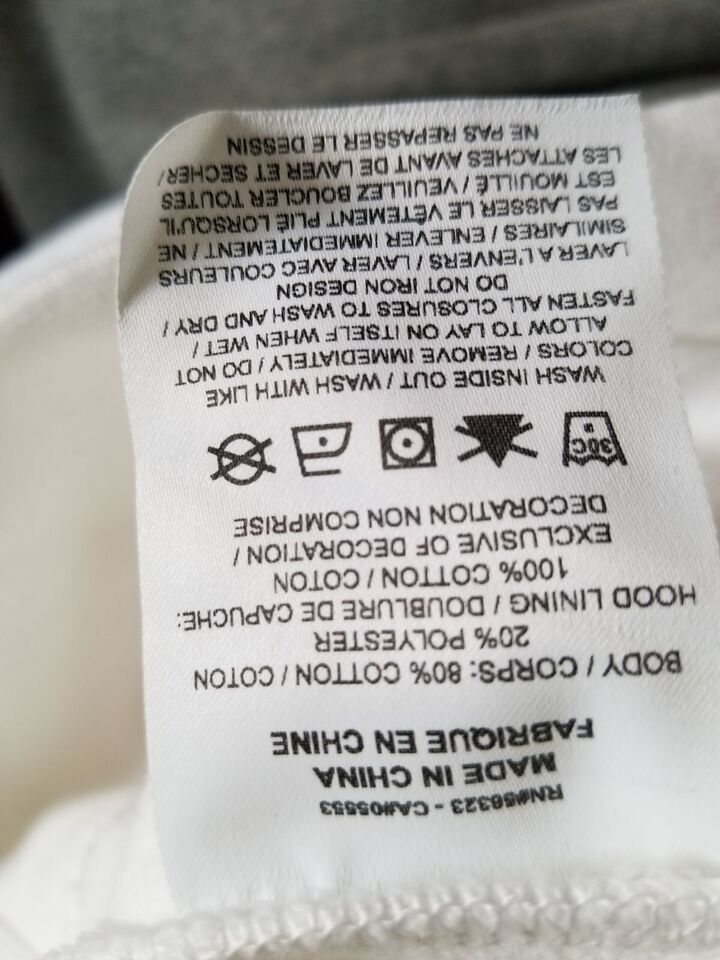 RN#56323 - CA#05553
MADE IN CHINA
FABRIQUE EN CHINE
BODY / CORPS: 80% COTTON / COTON
20% POLYESTER
HOOD LINING / DOUBLURE DE CAPUCHE:
100% COTTON / COTON
EXCLUSIVE OF DECORATION /
DECORATION NON COMPRISE
30C
WASH INSIDE OUT / WASH WITH LIKE
COLORS / REMOVE IMMEDIATELY / DO NOT
ALLOW TO LAY ON ITSELF WHEN WET /
FASTEN ALL CLOSURES TO WASH AND DRY /
DO NOT IRON DESIGN
LAVER A L'ENVERS / LAVER AVEC COULEURS
SIMILAIRES / ENLEVER IMMEDIATEMENT / NE
PAS LAISSER LE VÊTEMENT PLIÉ LORSQU'IL
EST MOUILLÉ / VEUILLEZ BOUCLER TOUTES
LES ATTACHES AVANT DE LAVER ET SECHER/
NE PAS REPASSER LE DESSIN